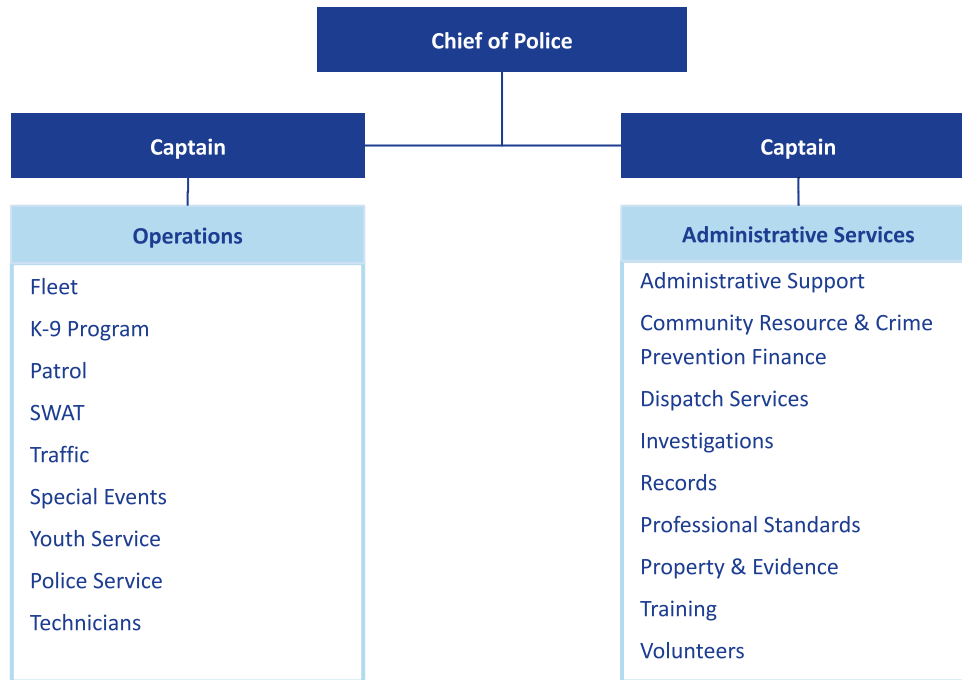 Chief of Police
Captain
Operations
Fleet
K-9 Program
Patrol
SWAT
Traffic
Special Events
Youth Service
Police Service
Technicians
Captain
Administrative Services
Administrative Support
Community Resource & Crime
Prevention Finance
Dispatch Services
Investigations
Records
Professional Standards
Property & Evidence
Training
Volunteers